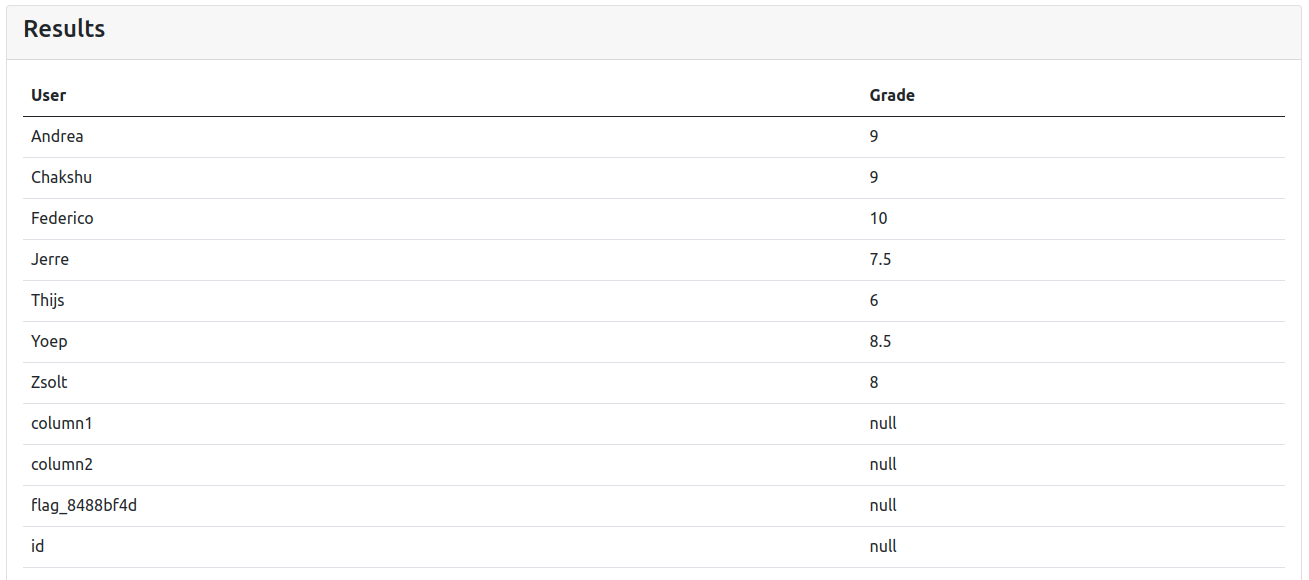 Results
User Grade
Andrea 9
Chakshu 9
Federico 10
Jerre 7.5
Thijs 6
Yoep 8.5
Zsolt 8
column1 null
column2 null
flag_8488bf4d null
id null